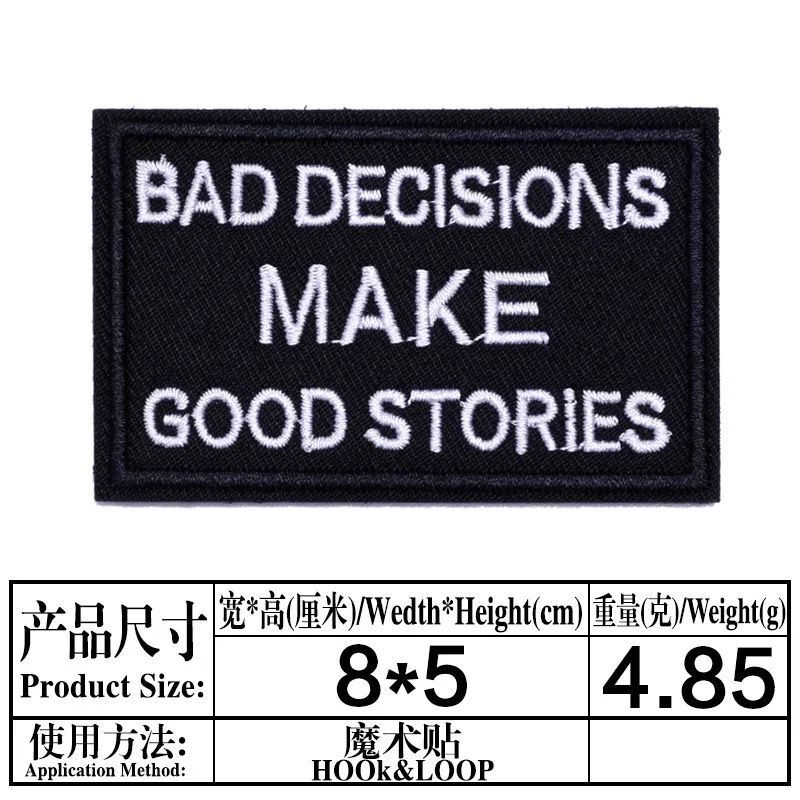 BAD DECISIONS
MAKE
GOOD STORiES
产品尺寸
Product Size:
宽*高(厘米)/Wedth*Height(cm)
8*5
重量(克)/Weight(g)
4.85
使用方法:
Application Method:
魔术贴
HOOk&LOOP